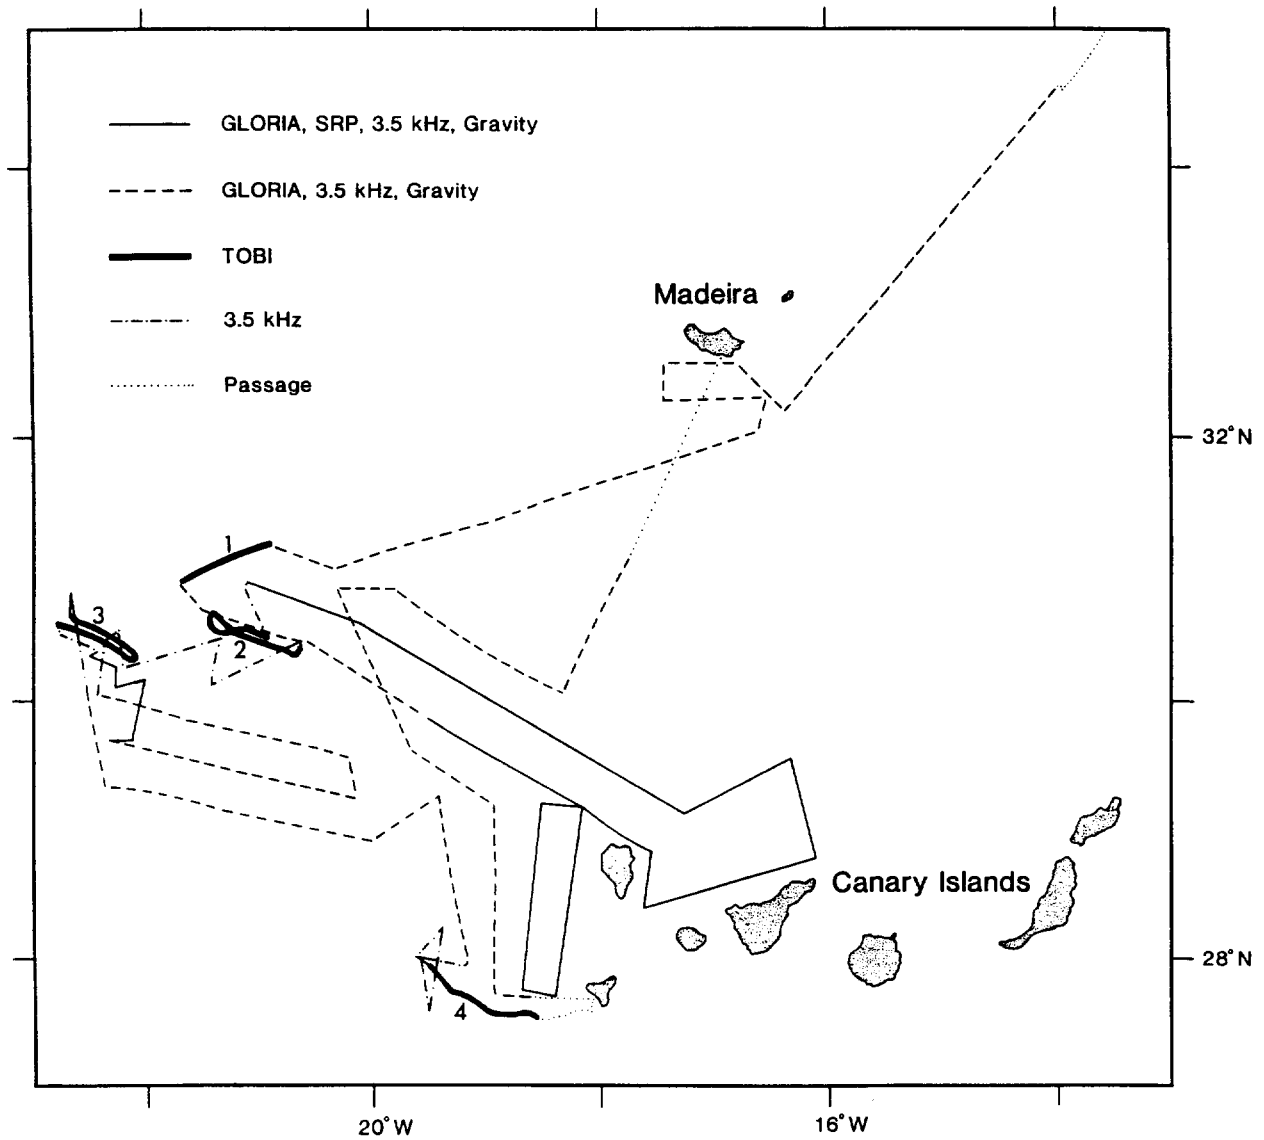 GLORIA, SRP, 3.5 kHz, Gravity
GLORIA, 3.5 kHz, Gravity
TOBI
3.5 kHz
Passage
Madeira
32°N
1
3
2
Canary Islands
28°N
4
20°W
16°W